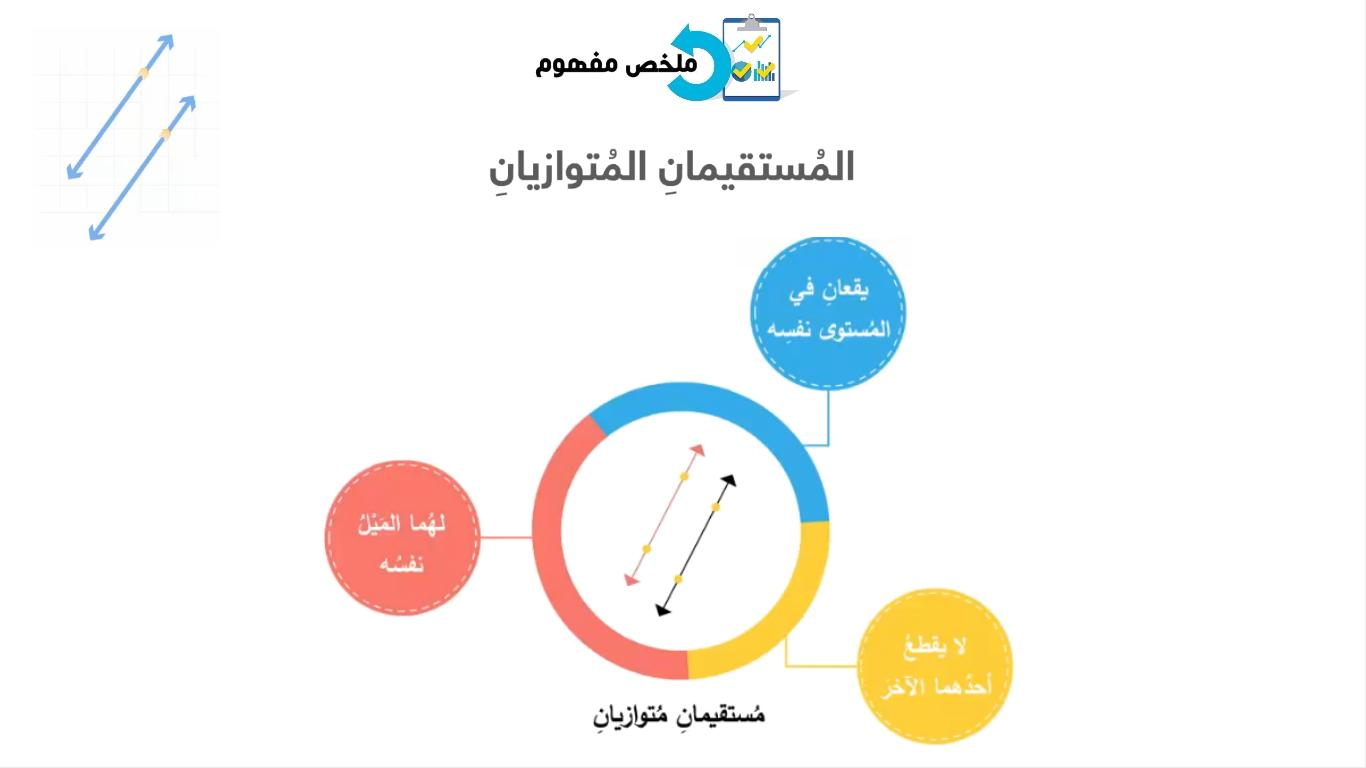 ملخص مفهوم
المُستقيمانِ المُتوازيانِ
يقعانِ في
المُستوى نفسِه
لهُما المَيْلُ
نفسُه
لا يقطعُ
أحدُهما الآخرَ
مُستقيمانِ مُتوازيانِ